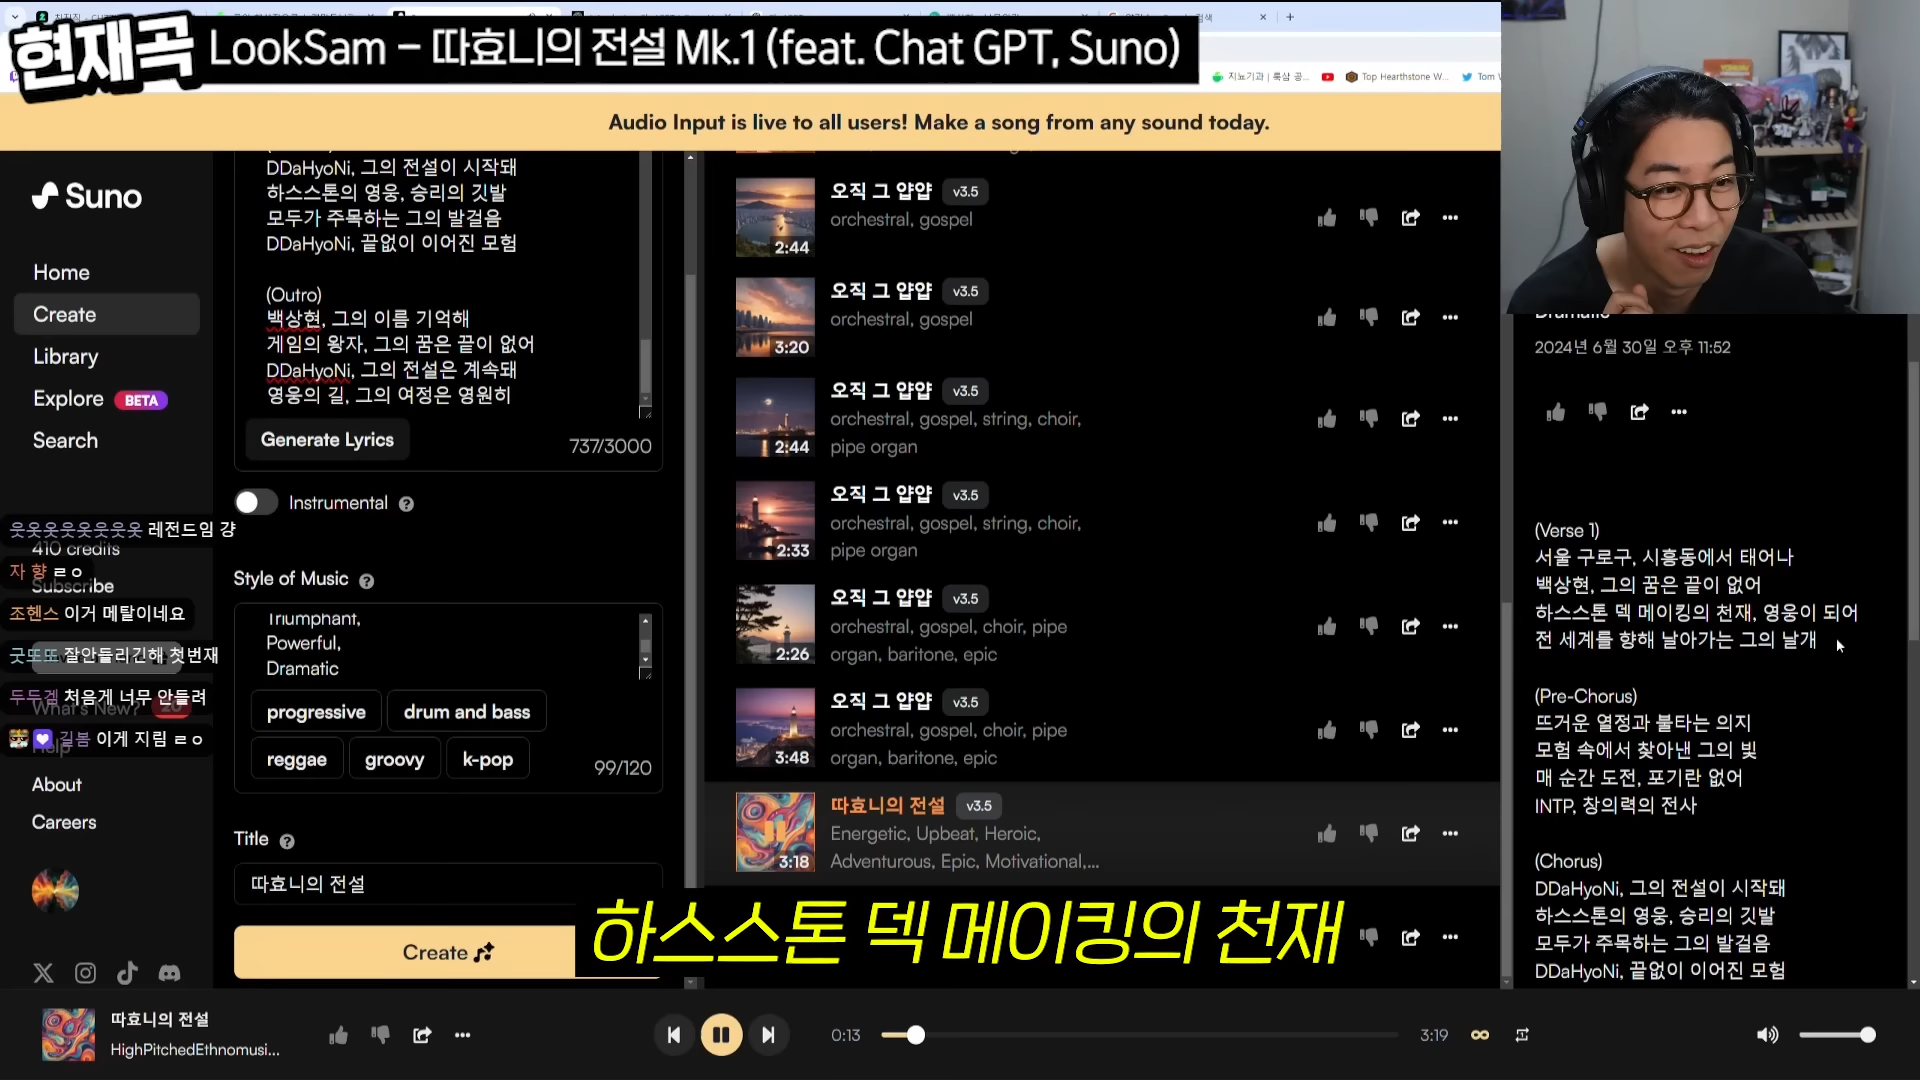 현재곡 LookSam – 따효니의 전설 Mk.1 (feat. Chat GPT, Suno)
지뇨기과 | 룩삼 공...
Top Hearthstone W...
Tom
Audio Input is live to all users! Make a song from any sound today.
Suno
Home
Create
Library
Explore BETA
Search
웃옷옷웃웃웃웃옷 레전드임 걍
410 credits
자 향 ㄹㅇ
Subscribe
조헨스 이거 메탈이네요
굿또또 잘안들리긴해 첫번재
두두겜 처음게 너무 안들려
What's New?
길봄 이게 지림 ㄹㅇ
Help
About
Careers
DDaHyoNi, 그의 전설이 시작돼
하스스톤의 영웅, 승리의 깃발
모두가 주목하는 그의 발걸음
DDaHyoNi, 끝없이 이어진 모험
(Outro)
백상현, 그의 이름 기억해
게임의 왕자, 그의 꿈은 끝이 없어
DDaHyoNi, 그의 전설은 계속돼
영웅의 길, 그의 여정은 영원히
Generate Lyrics
737/3000
Instrumental
Style of Music
Triumphant,
Powerful,
Dramatic
progressive
drum and bass
reggae
groovy
k-pop
99/120
Title
따효니의 전설
Create
오직 그 얍얍 v3.5
orchestral, gospel
2:44
오직 그 얍얍 v3.5
orchestral, gospel
3:20
오직 그 얍얍 v3.5
orchestral, gospel, string, choir,
pipe organ
2:44
오직 그 얍얍 v3.5
orchestral, gospel, string, choir,
pipe organ
2:33
오직 그 얍얍 v3.5
orchestral, gospel, choir, pipe
organ, baritone, epic
2:26
오직 그 얍얍 v3.5
orchestral, gospel, choir, pipe
organ, baritone, epic
3:48
따효니의 전설 v3.5
Energetic, Upbeat, Heroic,
Adventurous, Epic, Motivational,...
3:18
하스스톤 덱 메이킹의 천재
Dramatic
2024년 6월 30일 오후 11:52
(Verse 1)
서울 구로구, 시흥동에서 태어나
백상현, 그의 꿈은 끝이 없어
하스스톤 덱 메이킹의 천재, 영웅이 되어
전 세계를 향해 날아가는 그의 날개
(Pre-Chorus)
뜨거운 열정과 불타는 의지
모험 속에서 찾아낸 그의 빛
매 순간 도전, 포기란 없어
INTP, 창의력의 전사
(Chorus)
DDaHyoNi, 그의 전설이 시작돼
하스스톤의 영웅, 승리의 깃발
모두가 주목하는 그의 발걸음
DDaHyoNi, 끝없이 이어진 모험
따효니의 전설
HighPitchedEthnomusi...
0:13
3:19